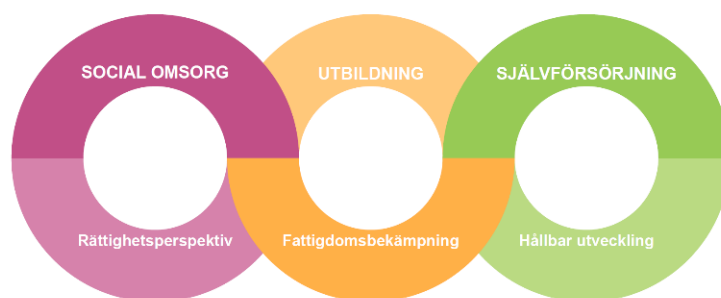 SOCIAL OMSORG
UTBILDNING
SJÄLVFÖRSÖRJNING
Rättighetsperspektiv
Fattigdomsbekämpning
Hållbar utveckling